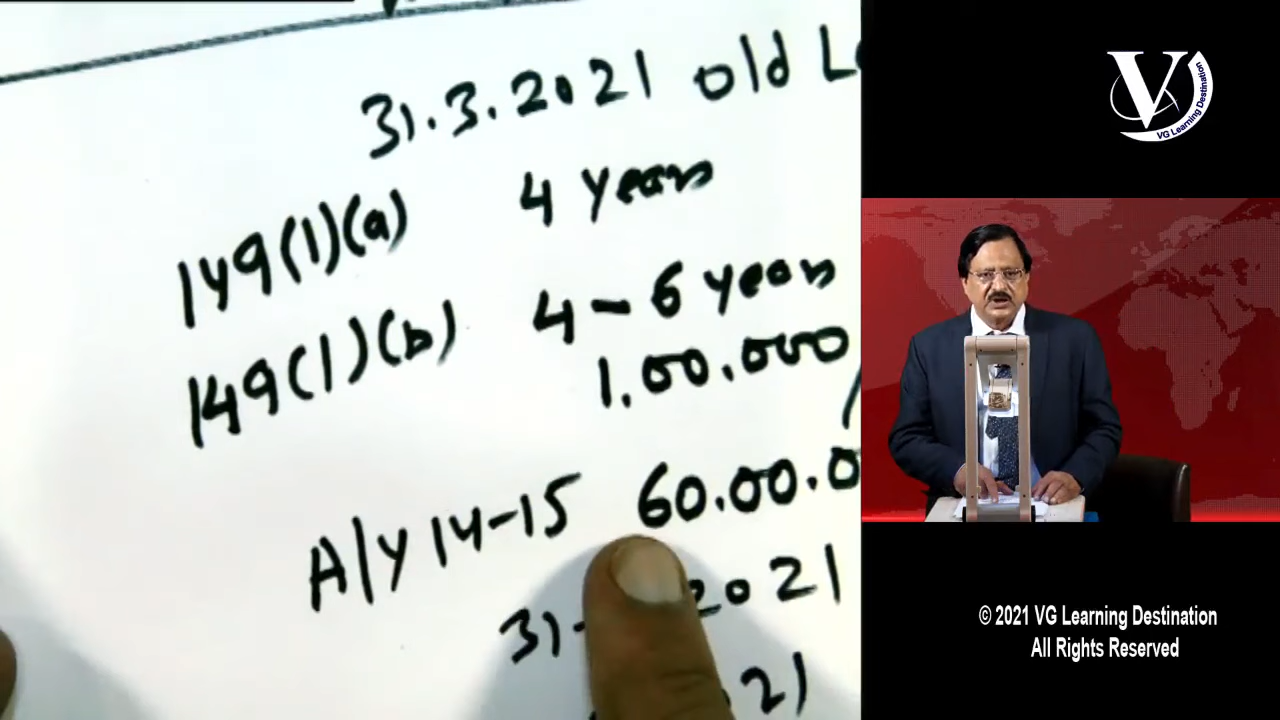 31.3.2021 old
149(1)(a) 4 years
149(1)(b) 4-6 years
1.00.000/
A/y 14-15 60.00.0
31- 2021
21
V
VG Learning Destination
© 2021 VG Learning Destination
All Rights Reserved